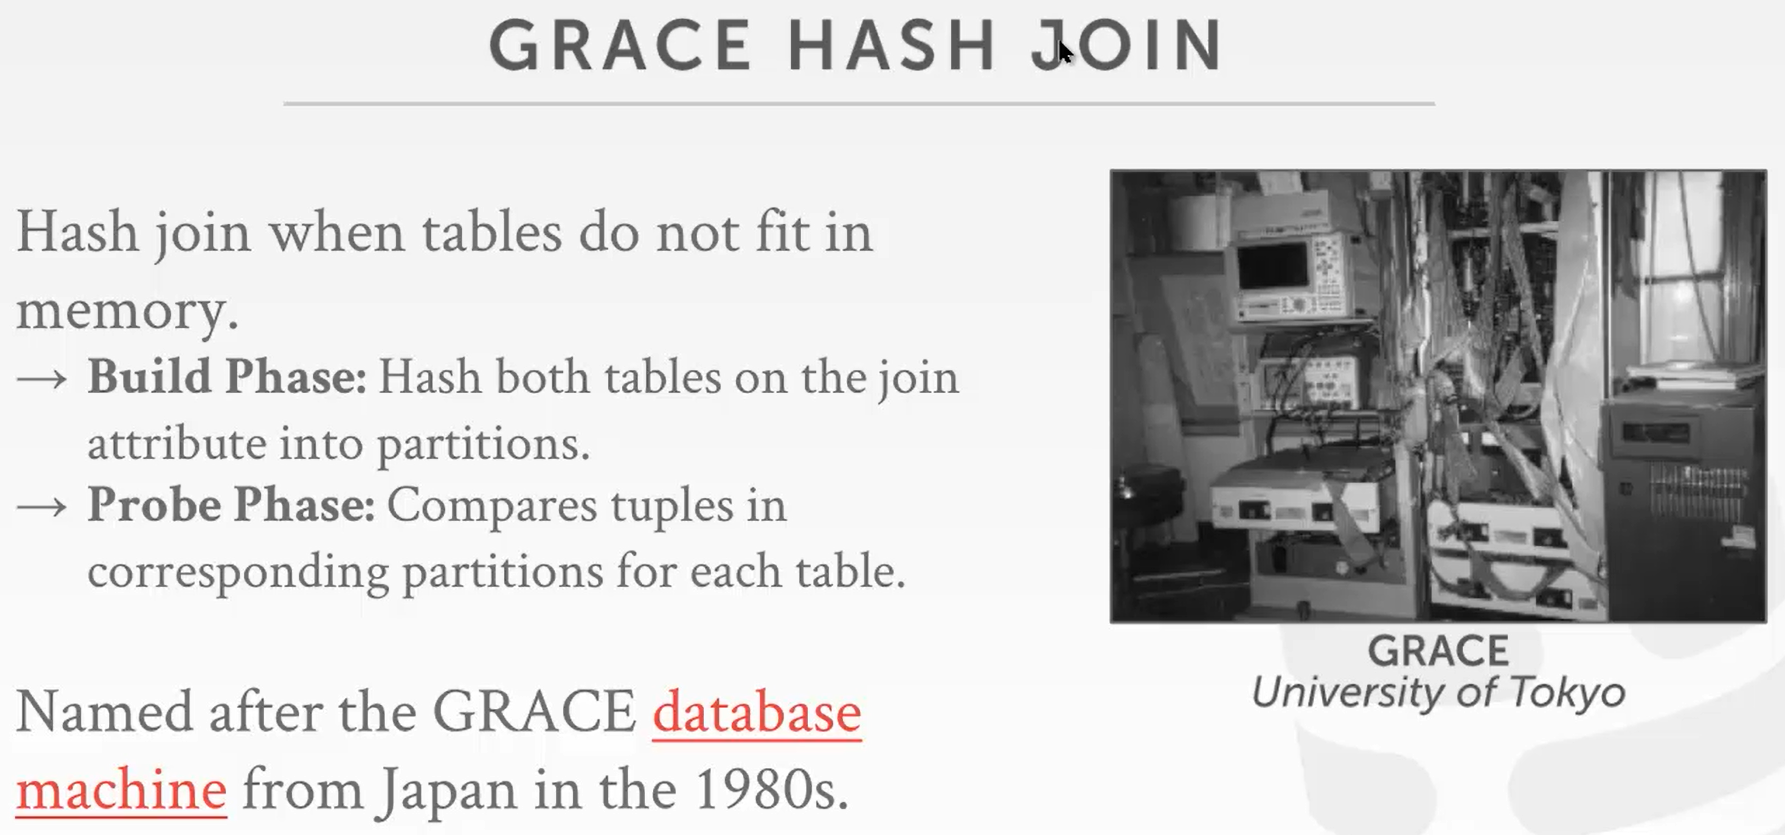 GRACE HASH JOIN
Hash join when tables do not fit in
memory.
→ Build Phase: Hash both tables on the join
attribute into partitions.
→ Probe Phase: Compares tuples in
corresponding partitions for each table.
Named after the GRACE database
machine from Japan in the 1980s.
GRACE
University of Tokyo